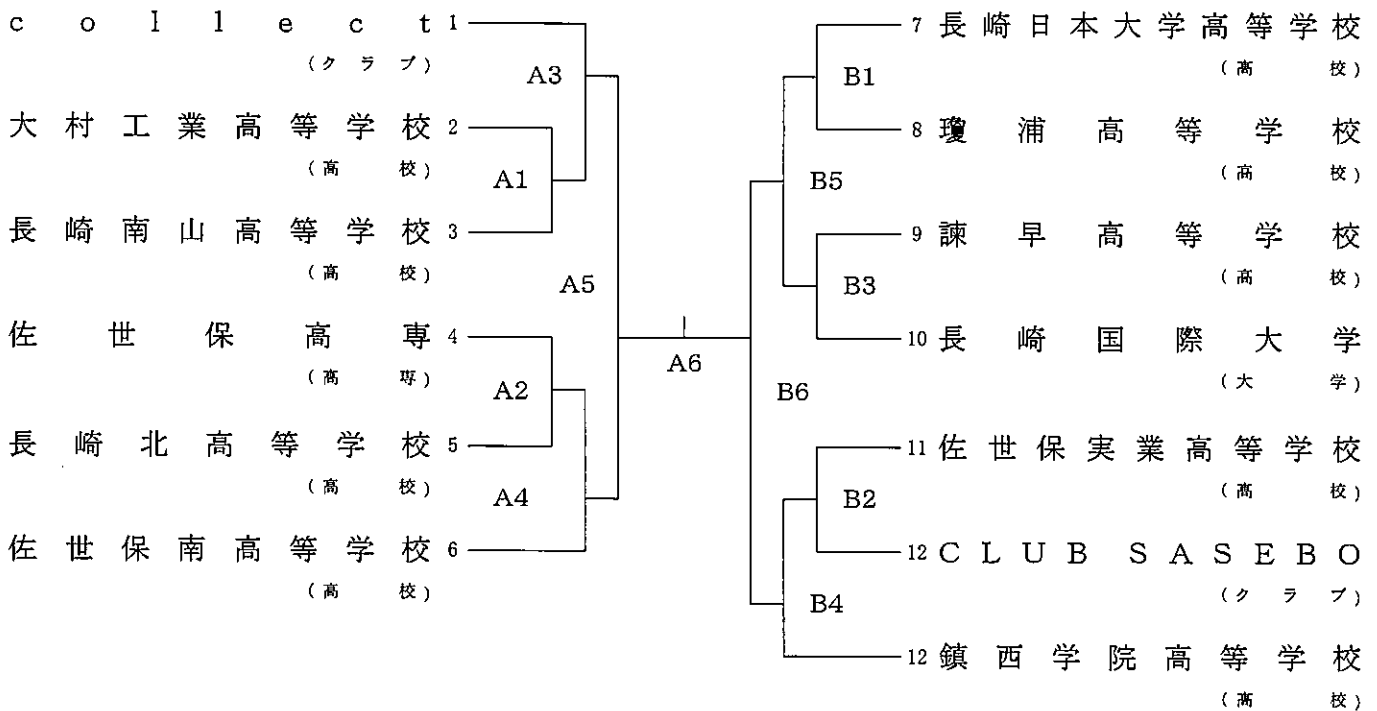 collect 1
(クラブ)
A3
大村工業高等学校 2
(高校)
A1
長崎南山高等学校 3
(高校)
A5
佐世保高専 4
(高専)
A2
長崎北高等学校 5
(高校)
A4
佐世保南高等学校 6
(高校)
A6
7 長崎日本大学高等学校
(高校)
B1
8 瓊浦高等学校
(高校)
B5
9 諫早高等学校
(高校)
B3
10 長崎国際大学
(大学)
B6
11 佐世保実業高等学校
(高校)
B2
12 CLUB SASEBO
(クラブ)
B4
12 鎮西学院高等学校
(高校)